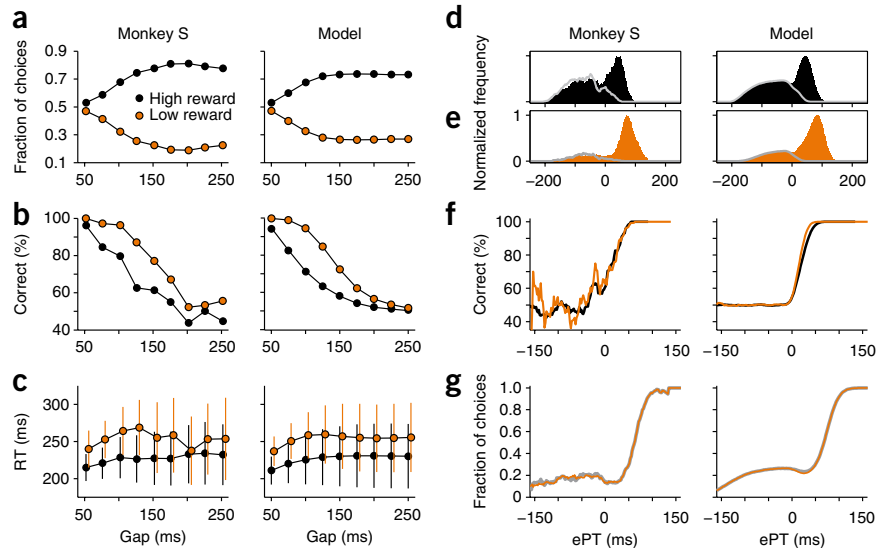 a
Monkey S
Model
Fraction of choices
0.9
0.7
0.5
0.3
0.1
High reward
Low reward
50 150 250
50 150 250
b
Correct (%)
100
80
60
40
50 150 250
50 150 250
c
RT (ms)
300
250
200
50 150 250
50 150 250
Gap (ms)
Gap (ms)
d
Monkey S
Model
Normalized frequency
e
1
0
−200 0 200
−200 0 200
f
Correct (%)
100
80
60
40
−150 0 150
−150 0 150
g
Fraction of choices
1.0
0.8
0.6
0.4
0.2
0
−150 0 150
−150 0 150
ePT (ms)
ePT (ms)